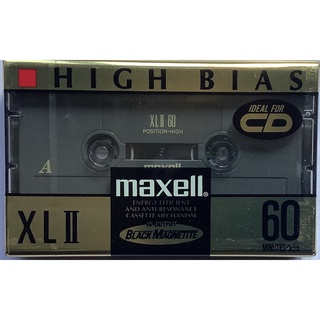 HIGH BIAS
IDEAL FOR
CD
XLII 60
POSITION·HIGH
A
maxell
maxell
ENERGY EFFICIENT
AND ANTI-RESONANCE
CASSETTE MECHANISM
XLII
60
MINUTES
BLACK MAGNETITE